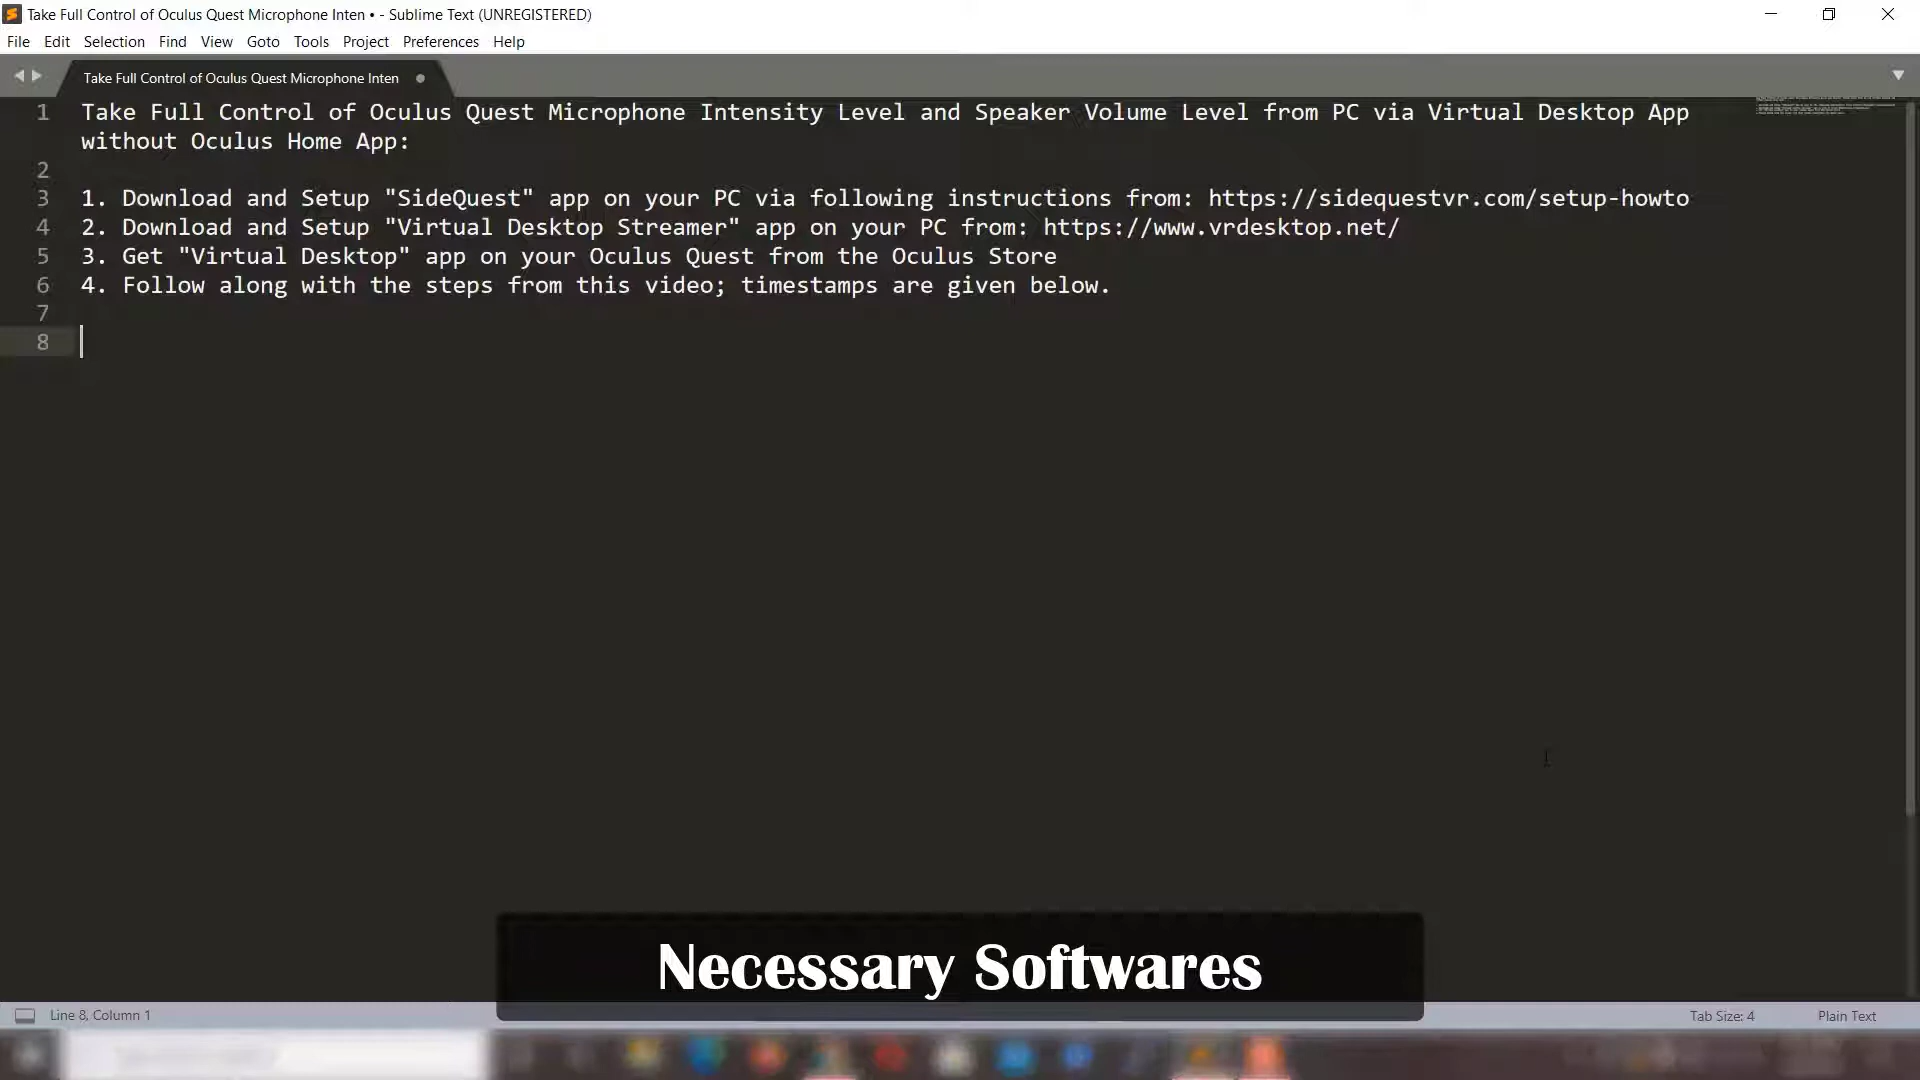 Take Full Control of Oculus Quest Microphone Inten • - Sublime Text (UNREGISTERED)
File Edit Selection Find View Goto Tools Project Preferences Help
Take Full Control of Oculus Quest Microphone Inten
1 Take Full Control of Oculus Quest Microphone Intensity Level and Speaker Volume Level from PC via Virtual Desktop App
without Oculus Home App:
2
3 1. Download and Setup "SideQuest" app on your PC via following instructions from: https://sidequestvr.com/setup-howto
4 2. Download and Setup "Virtual Desktop Streamer" app on your PC from: https://www.vrdesktop.net/
5 3. Get "Virtual Desktop" app on your Oculus Quest from the Oculus Store
6 4. Follow along with the steps from this video; timestamps are given below.
7
8
Necessary Softwares
Line 8, Column 1 Tab Size: 4 Plain Text